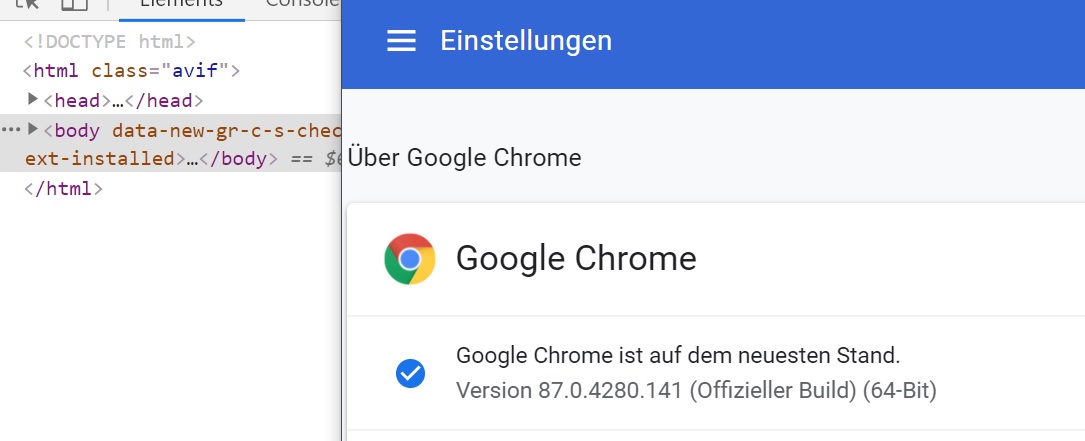 Elements Console
<!DOCTYPE html>
<html class="avif">
<head>…</head>
<body data-new-gr-c-s-chec
ext-installed>…</body> ==
</html>
Einstellungen
Über Google Chrome
Google Chrome
Google Chrome ist auf dem neuesten Stand.
Version 87.0.4280.141 (Offizieller Build) (64-Bit)